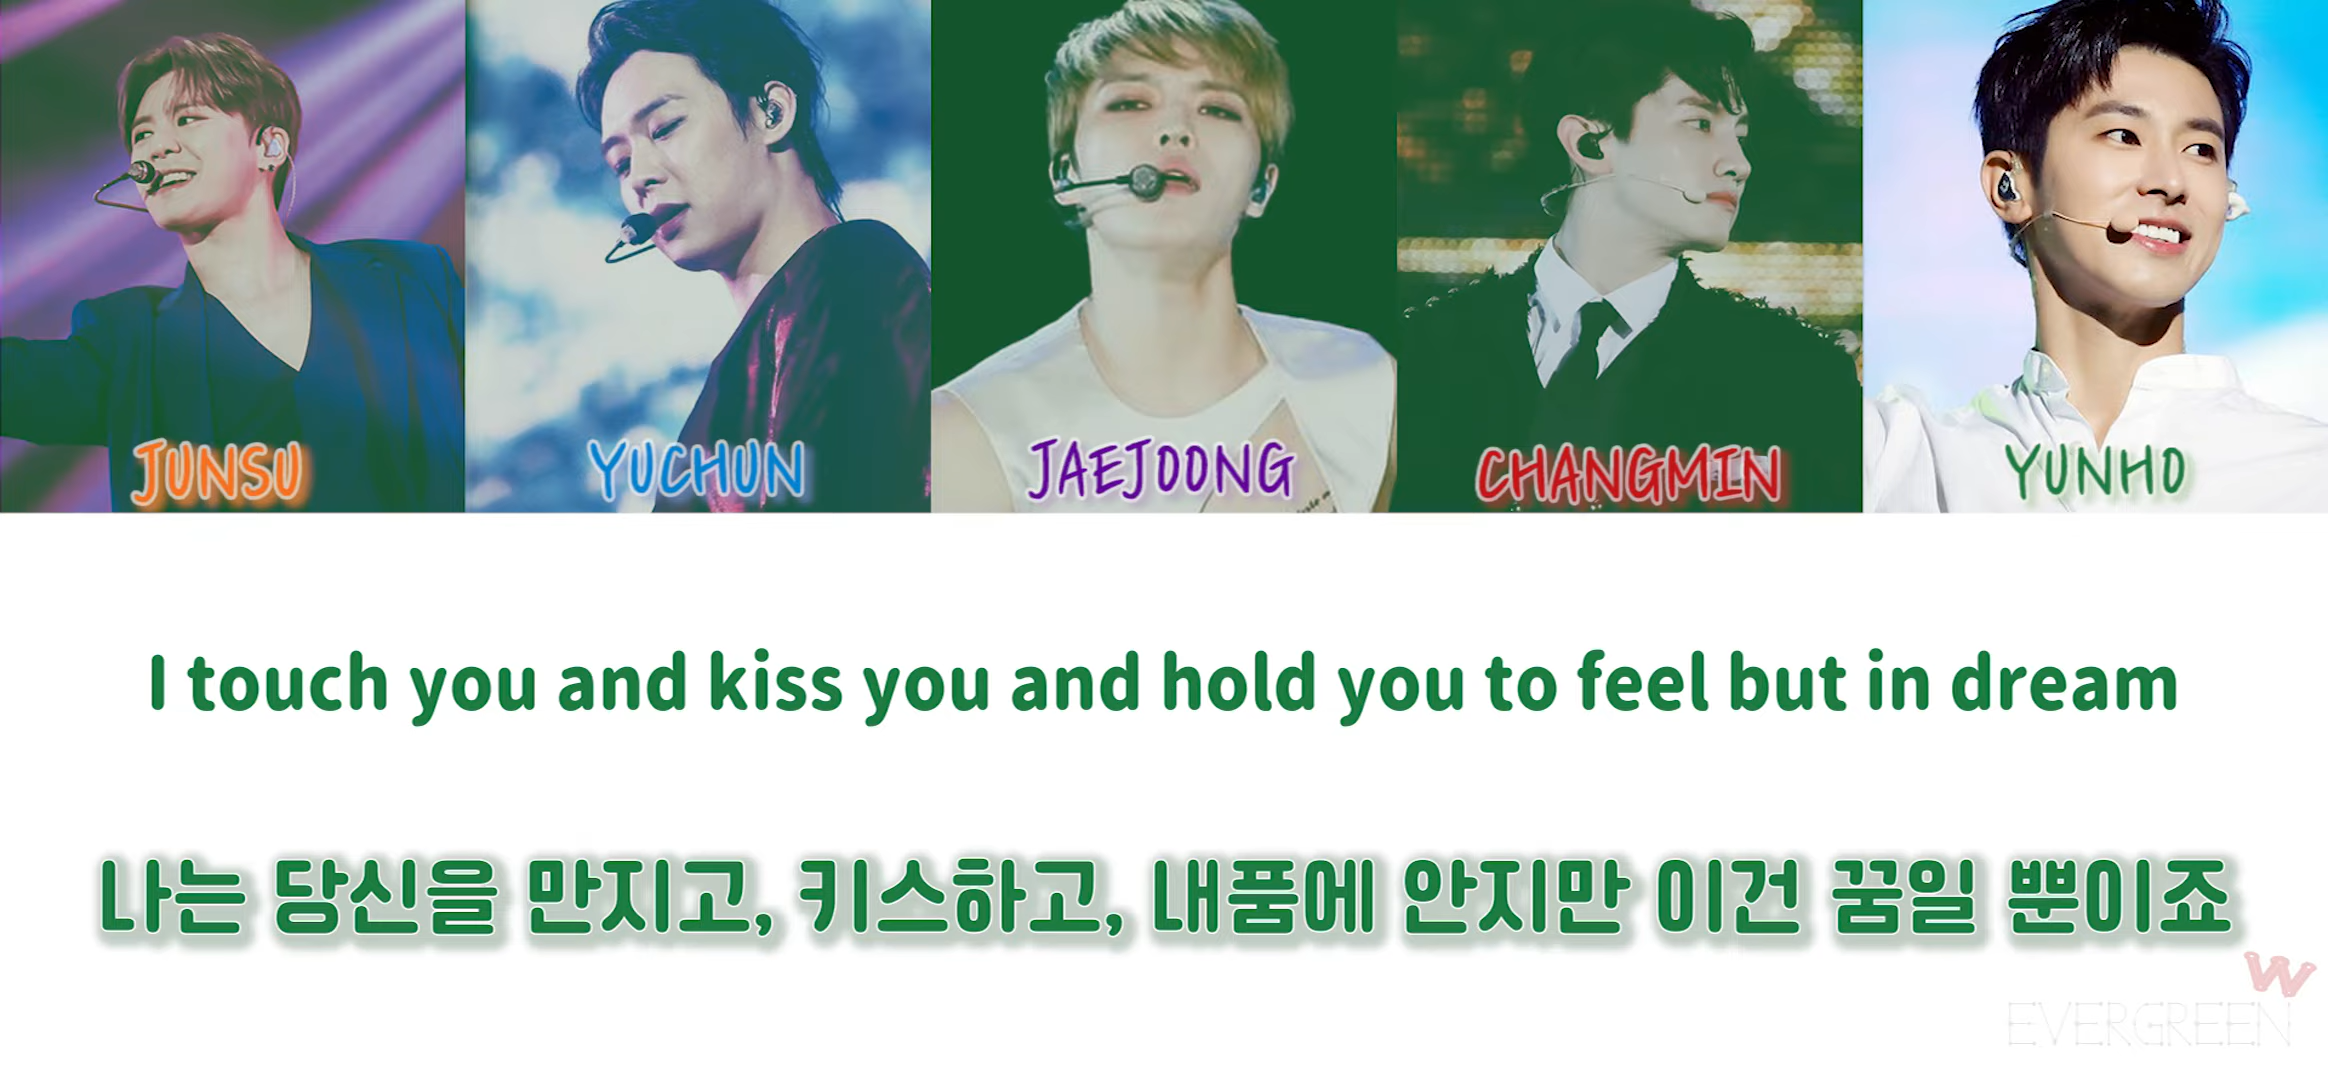 JUNSU YUCHUN JAEJOONG CHANGMIN YUNHO
I touch you and kiss you and hold you to feel but in dream
나는 당신을 만지고, 키스하고, 내품에 안지만 이건 꿈일 뿐이죠
W
EVERGREEN